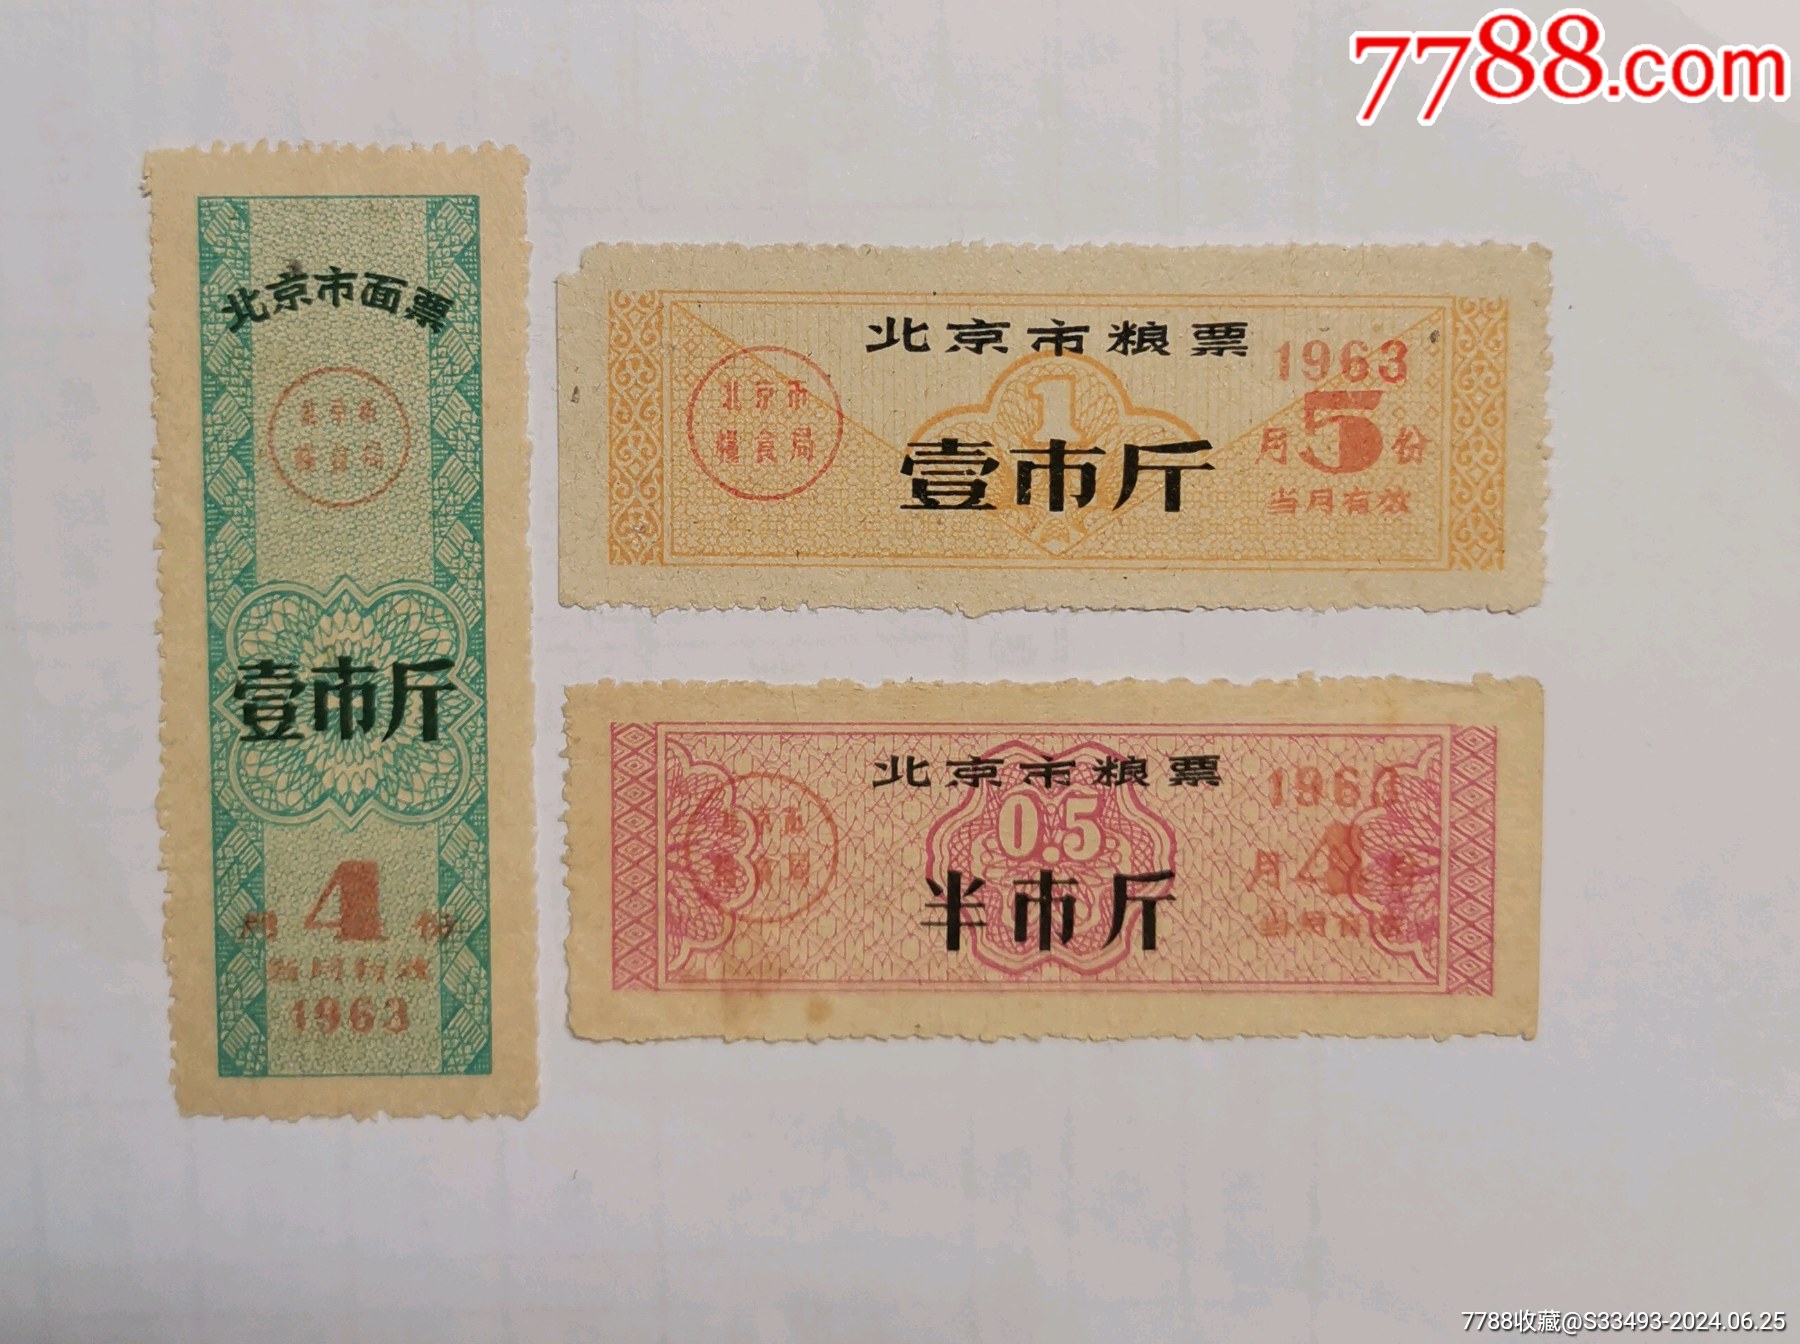 7788.com
北京市面票
北京市
粮食局
壹市斤
4
月 份
当月有效
1963
北京市粮票
1963
北京市
粮食局
1
5
月 份
壹市斤
当月有效
北京市粮票
1963
0.5
4
月
半市斤
7788收藏@S33493-2024.06.25